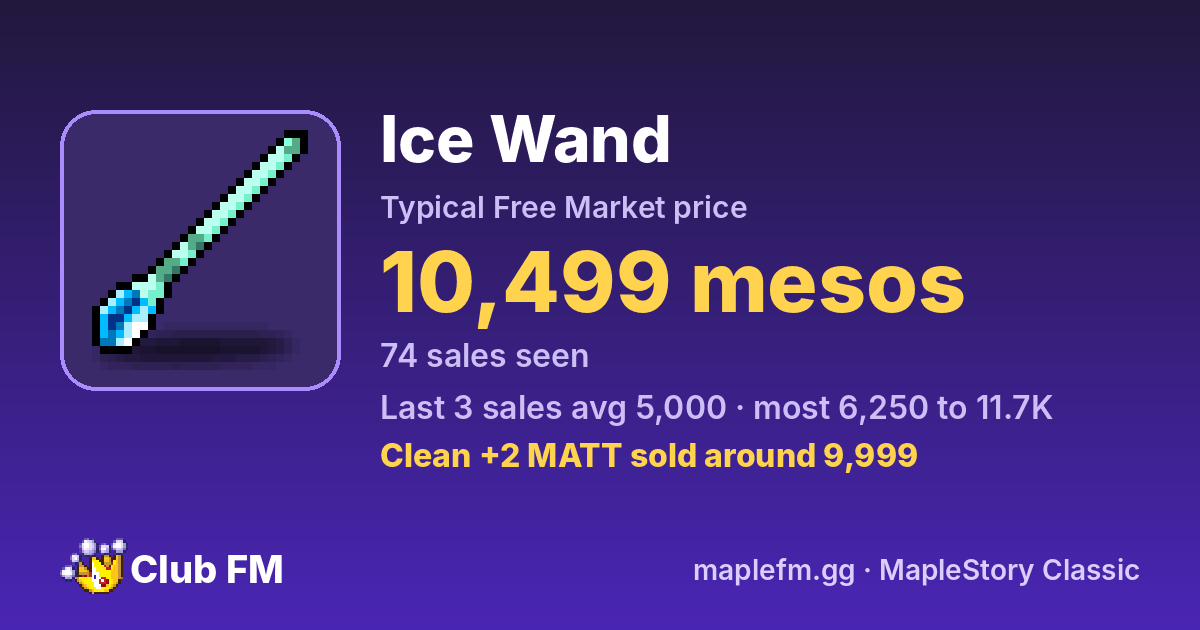 Ice Wand
Typical Free Market price
10,499 mesos
74 sales seen
Last 3 sales avg 5,000 · most 6,250 to 11.7K
Clean +2 MATT sold around 9,999
Club FM
maplefm.gg · MapleStory Classic